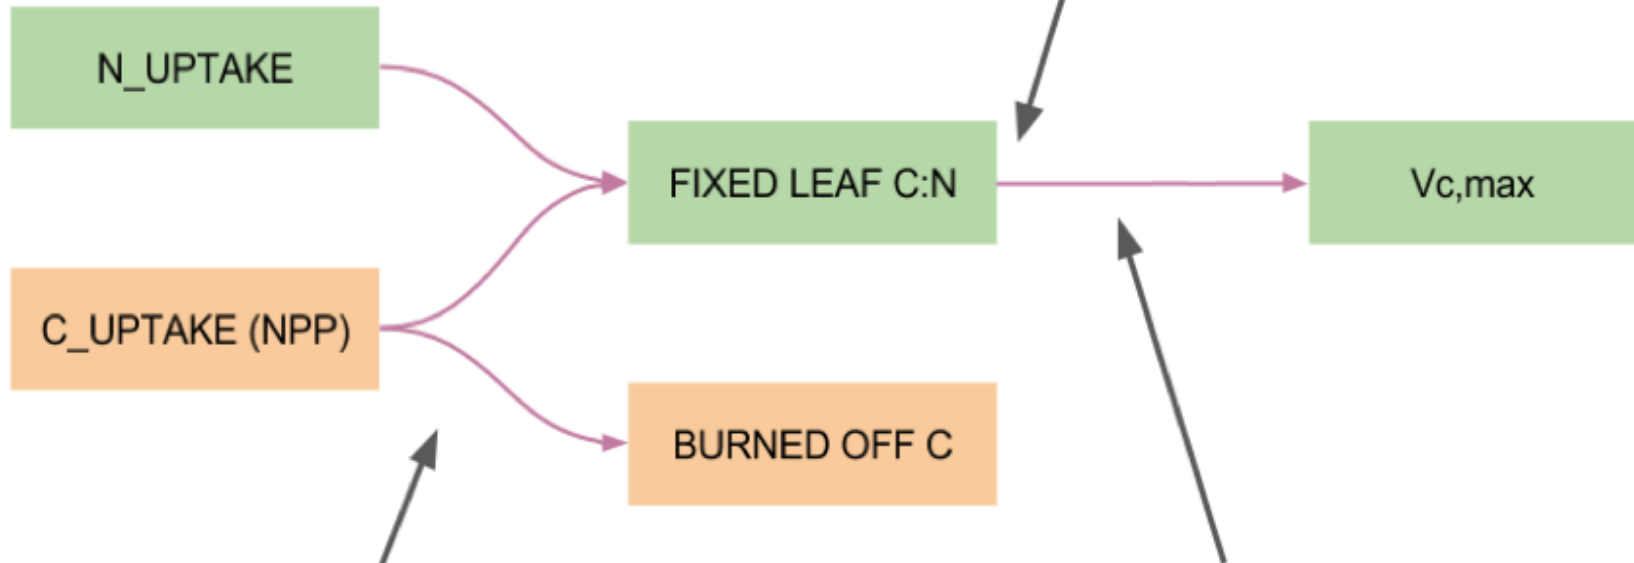 N_UPTAKE
FIXED LEAF C:N
Vc,max
C_UPTAKE (NPP)
BURNED OFF C